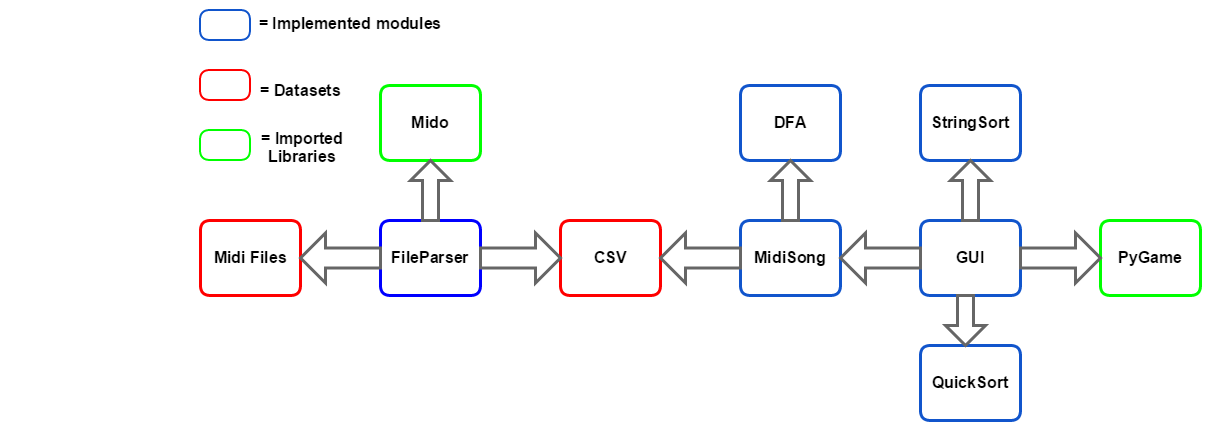 = Implemented modules
= Datasets
= Imported
Libraries
Mido
DFA
StringSort
Midi Files
FileParser
CSV
MidiSong
GUI
PyGame
QuickSort